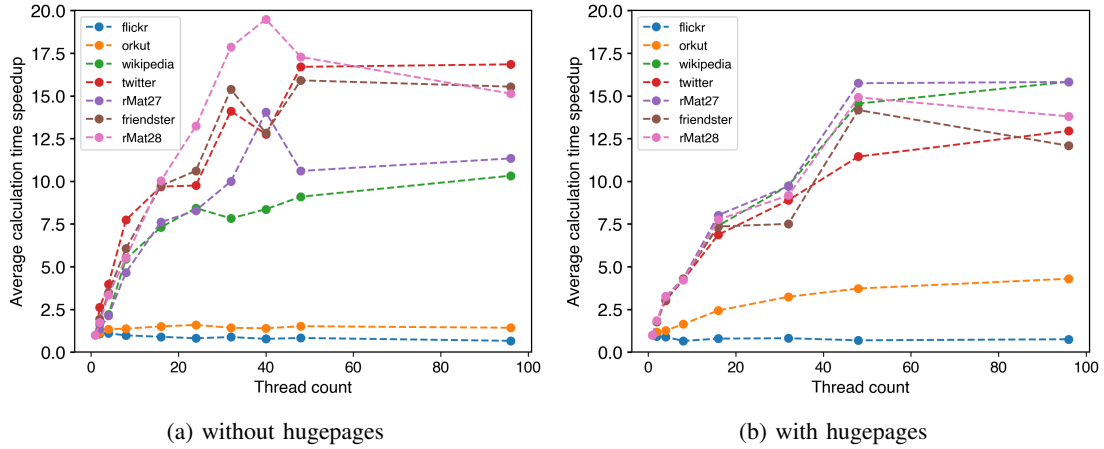 20.0
17.5
15.0
12.5
10.0
7.5
5.0
2.5
0.0
Average calculation time speedup
flickr
orkut
wikipedia
twitter
rMat27
friendster
rMat28
0 20 40 60 80 100
Thread count
(a) without hugepages
20.0
17.5
15.0
12.5
10.0
7.5
5.0
2.5
0.0
Average calculation time speedup
flickr
orkut
wikipedia
twitter
rMat27
friendster
rMat28
0 20 40 60 80 100
Thread count
(b) with hugepages